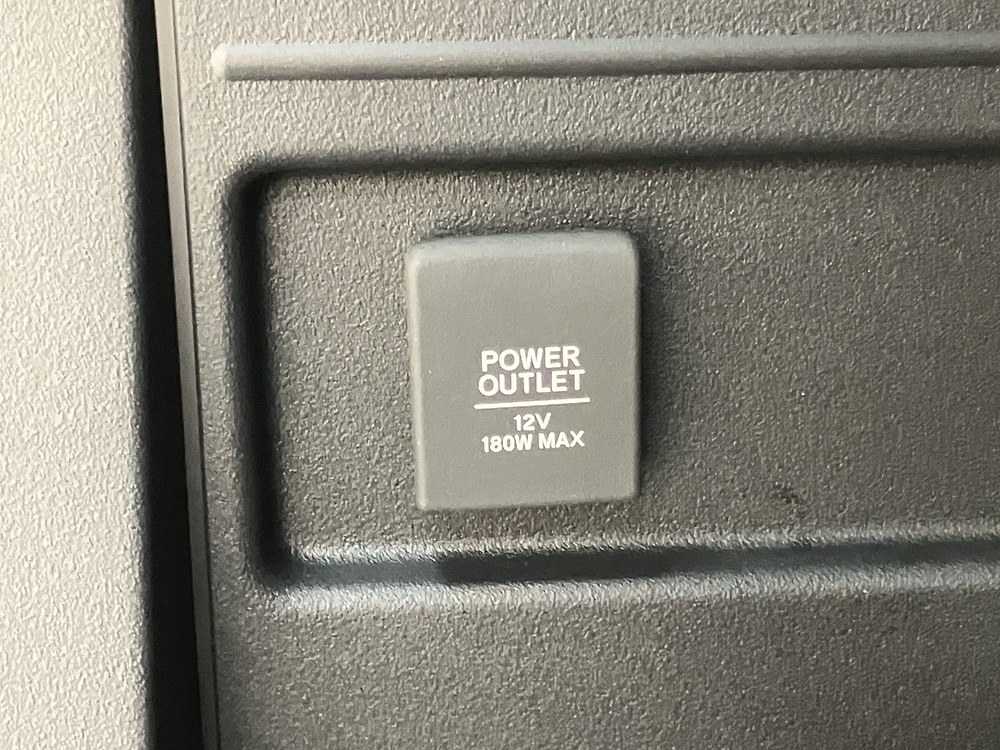 POWER
OUTLET
12V
180W MAX